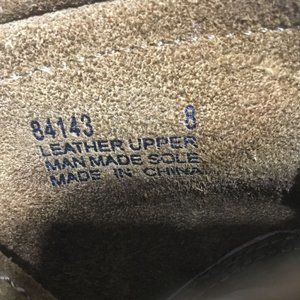 84143 8
LEATHER UPPER
MAN MADE SOLE
MADE IN CHINA